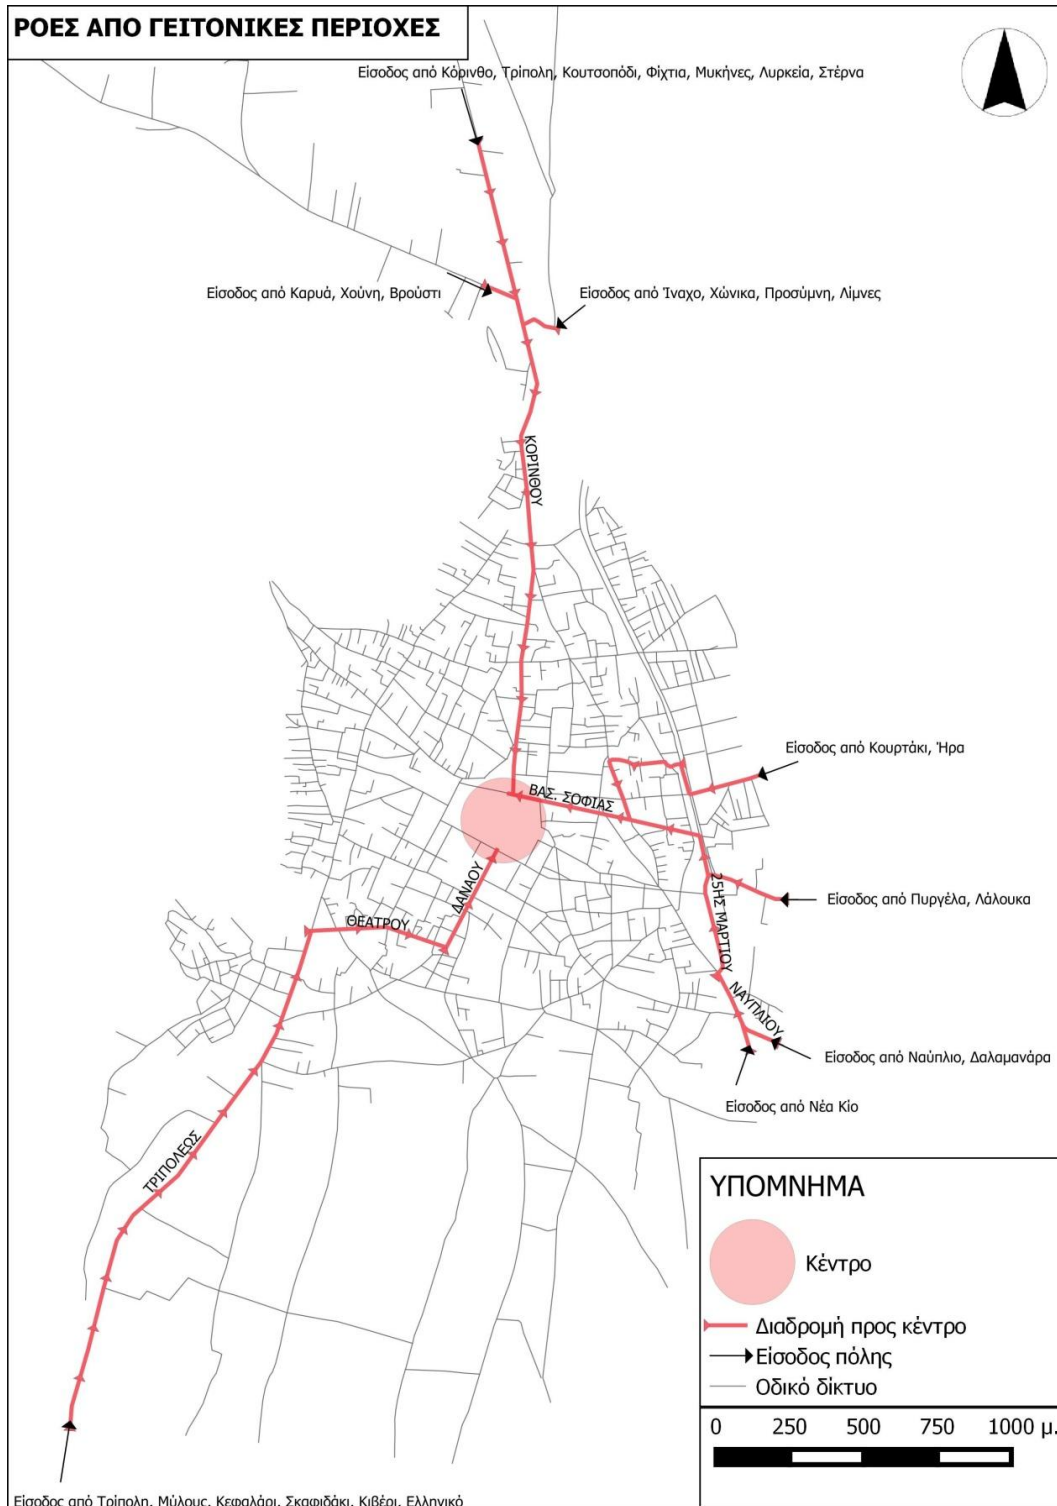 ΡΟΕΣ ΑΠΟ ΓΕΙΤΟΝΙΚΕΣ ΠΕΡΙΟΧΕΣ
Είσοδος από Κόρινθο, Τρίπολη, Κουτσοπόδι, Φίχτια, Μυκήνες, Λυρκεία, Στέρνα
Είσοδος από Καρυά, Χούνη, Βρούστι
Είσοδος από Ίναχο, Χώνικα, Προσύμνη, Λίμνες
ΚΟΡΙΝΘΟΥ
Είσοδος από Κουρτάκι, Ήρα
ΒΑΣ. ΣΟΦΙΑΣ
ΔΑΝΑΟΥ
25ΗΣ ΜΑΡΤΙΟΥ
Είσοδος από Πυργέλα, Λάλουκα
ΘΕΑΤΡΟΥ
ΝΑΥΠΛΙΟΥ
Είσοδος από Ναύπλιο, Δαλαμανάρα
Είσοδος από Νέα Κίο
ΤΡΙΠΟΛΕΩΣ
ΥΠΟΜΝΗΜΑ
Κέντρο
Διαδρομή προς κέντρο
Είσοδος πόλης
Οδικό δίκτυο
0 250 500 750 1000 μ.
Είσοδος από Τρίπολη, Μύλους, Κεφαλάρι, Σκαφιδάκι, Κιβέρι, Ελληνικό